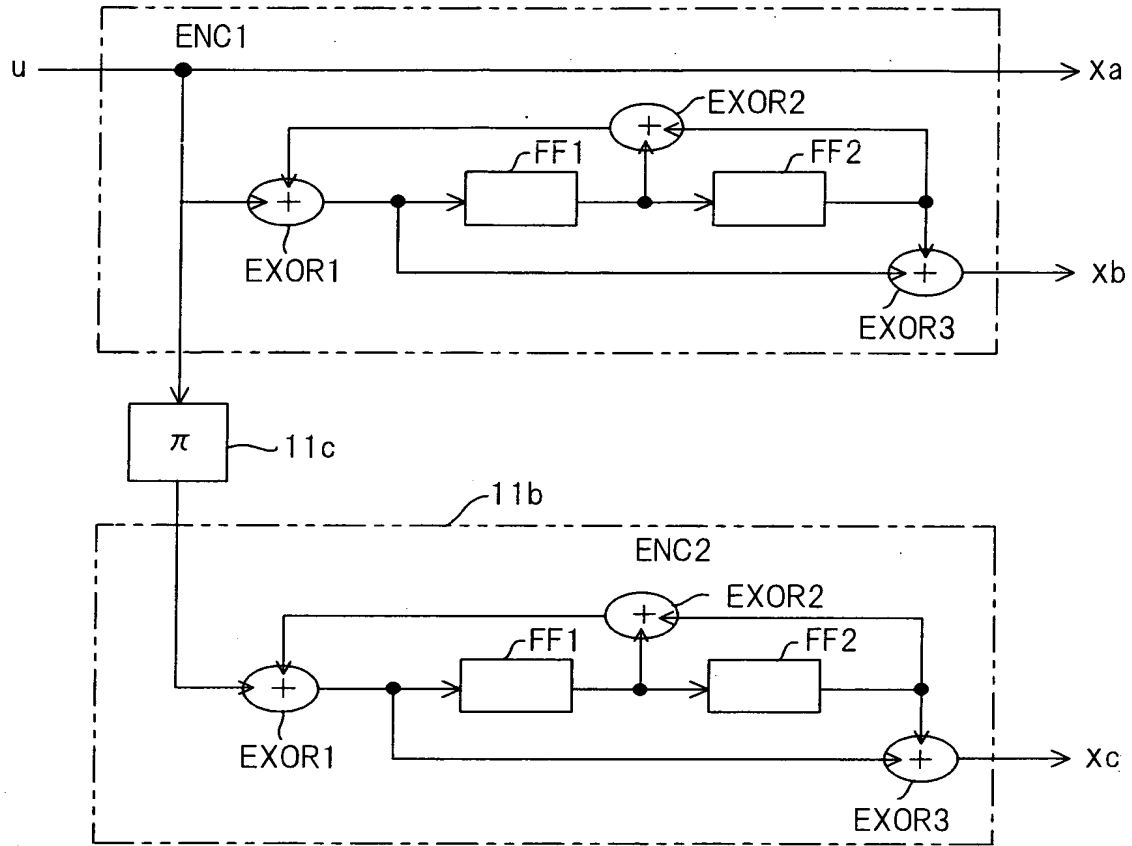 ENC1
u
xa
EXOR2
+
FF1
FF2
+
EXOR1
+
xb
EXOR3
π
11c
11b
ENC2
EXOR2
+
FF1
FF2
+
EXOR1
+
xc
EXOR3